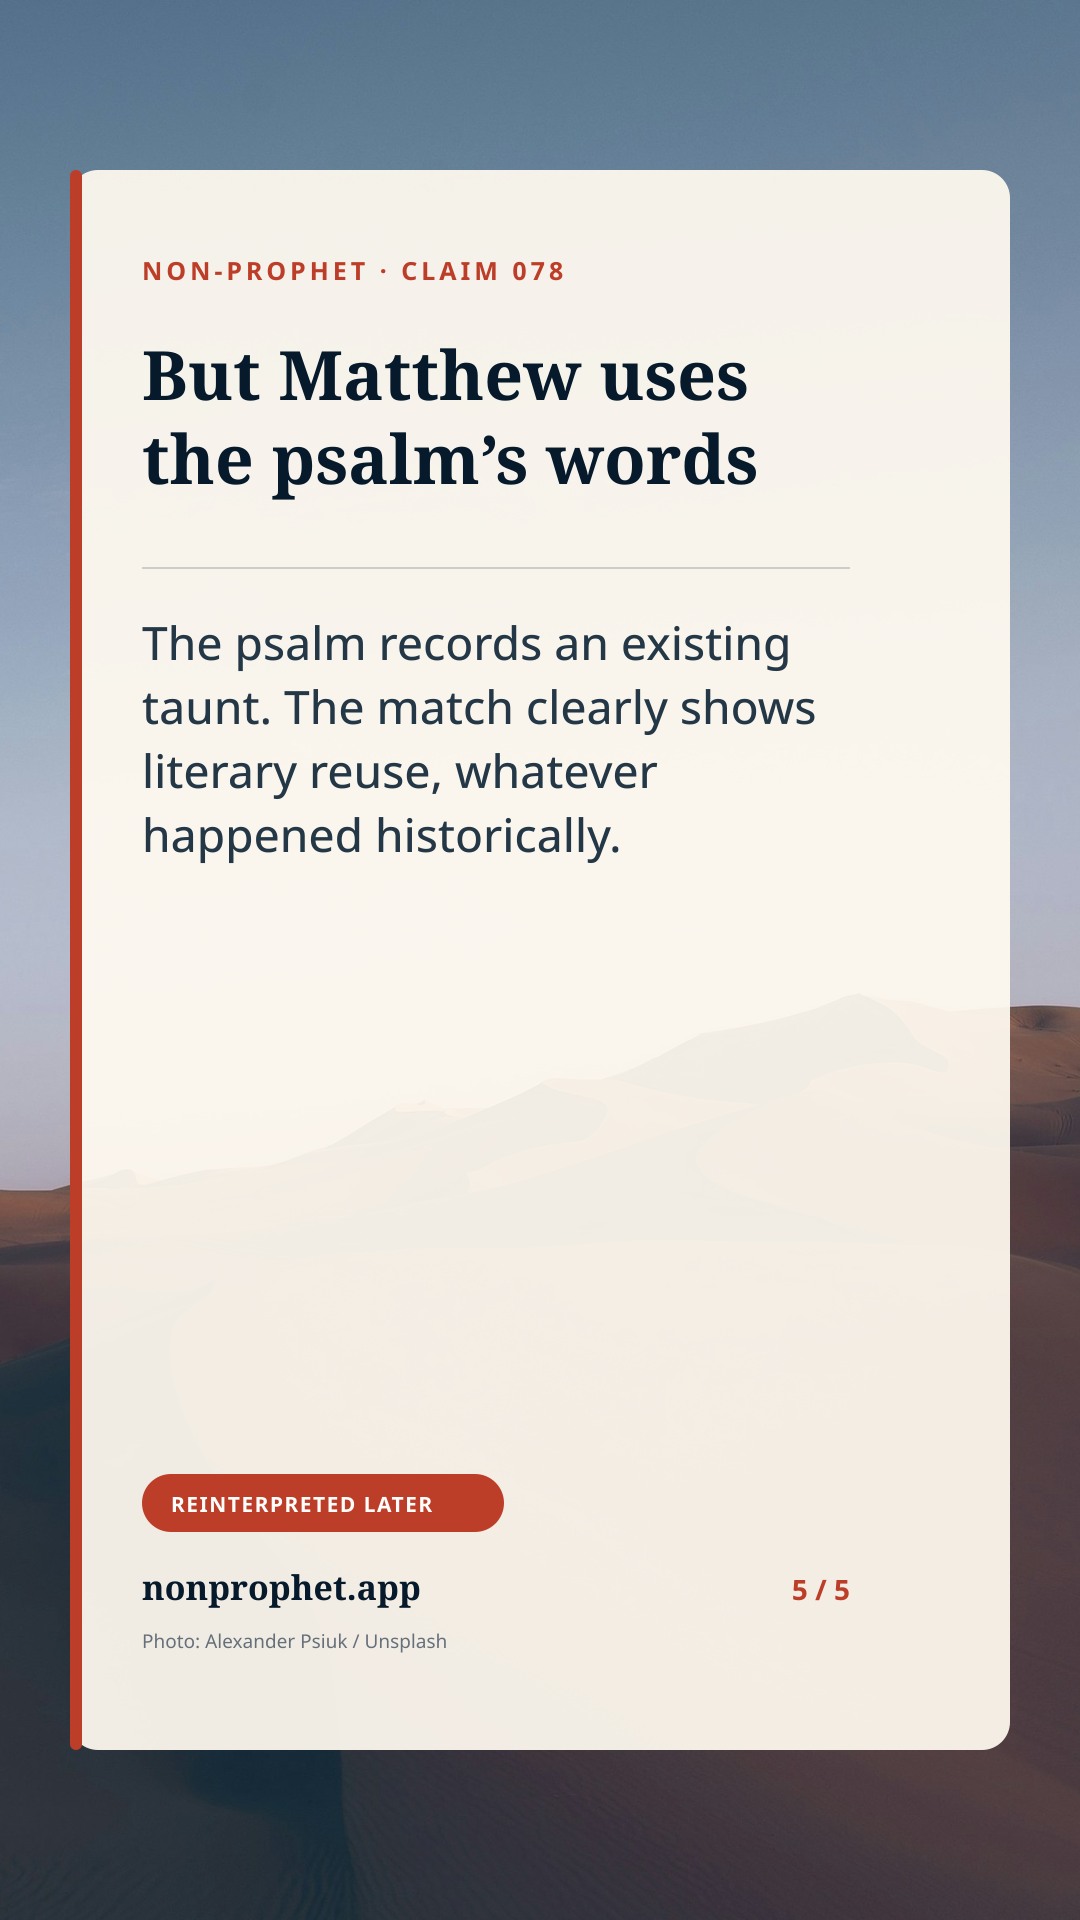 NON-PROPHET · CLAIM 078
But Matthew uses
the psalm’s words
The psalm records an existing
taunt. The match clearly shows
literary reuse, whatever
happened historically.
REINTERPRETED LATER
nonprophet.app
5 / 5
Photo: Alexander Psiuk / Unsplash